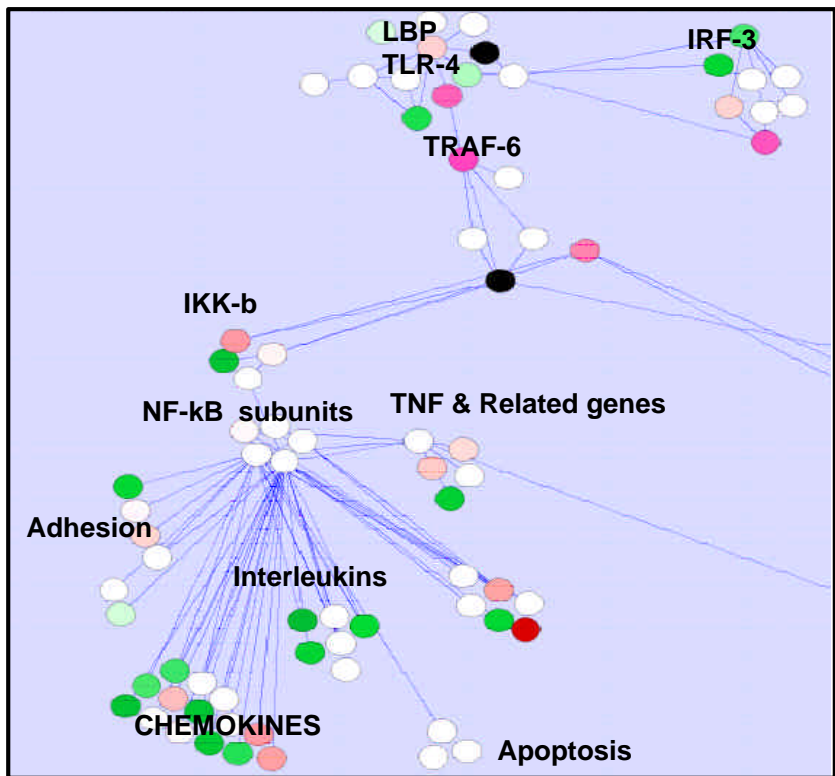 LBP
TLR-4
IRF-3
TRAF-6
IKK-b
NF-kB subunits
TNF & Related genes
Adhesion
Interleukins
CHEMOKINES
Apoptosis